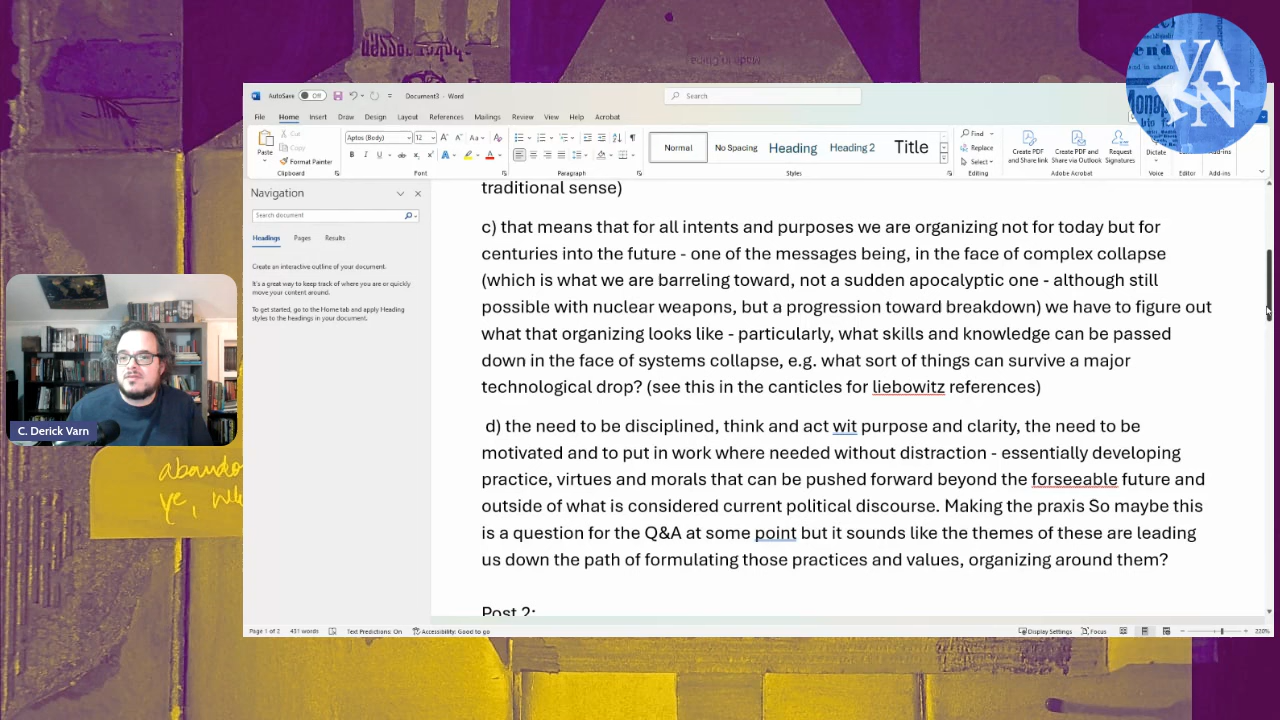 Made in China
VARN
AutoSave Off Document3 - Word Search
File Home Insert Draw Design Layout References Mailings Review View Help Acrobat
Paste Cut Copy Format Painter
Aptos (Body) 12
Normal No Spacing Heading Heading 2 Title
Find Replace Select
Create PDF and Share link
Create PDF and Share via Outlook
Request Signatures
Dictate Editor Add-ins
Clipboard Font Paragraph Styles Editing Adobe Acrobat Voice Editor Add-ins
Navigation
Search document
Headings Pages Results
Create an interactive outline of your document.
It's a great way to keep track of where you are or quickly
move your content around.
To get started, go to the Home tab and apply Heading
styles to the headings in your document.
traditional sense)
c) that means that for all intents and purposes we are organizing not for today but for
centuries into the future - one of the messages being, in the face of complex collapse
(which is what we are barreling toward, not a sudden apocalyptic one - although still
possible with nuclear weapons, but a progression toward breakdown) we have to figure out
what that organizing looks like - particularly, what skills and knowledge can be passed
down in the face of systems collapse, e.g. what sort of things can survive a major
technological drop? (see this in the canticles for liebowitz references)
d) the need to be disciplined, think and act wit purpose and clarity, the need to be
motivated and to put in work where needed without distraction - essentially developing
practice, virtues and morals that can be pushed forward beyond the forseeable future and
outside of what is considered current political discourse. Making the praxis So maybe this
is a question for the Q&A at some point but it sounds like the themes of these are leading
us down the path of formulating those practices and values, organizing around them?
Post 2:
C. Derick Varn
Page 1 of 2 431 words Text Predictions: On Accessibility: Good to go
Display Settings Focus 220%